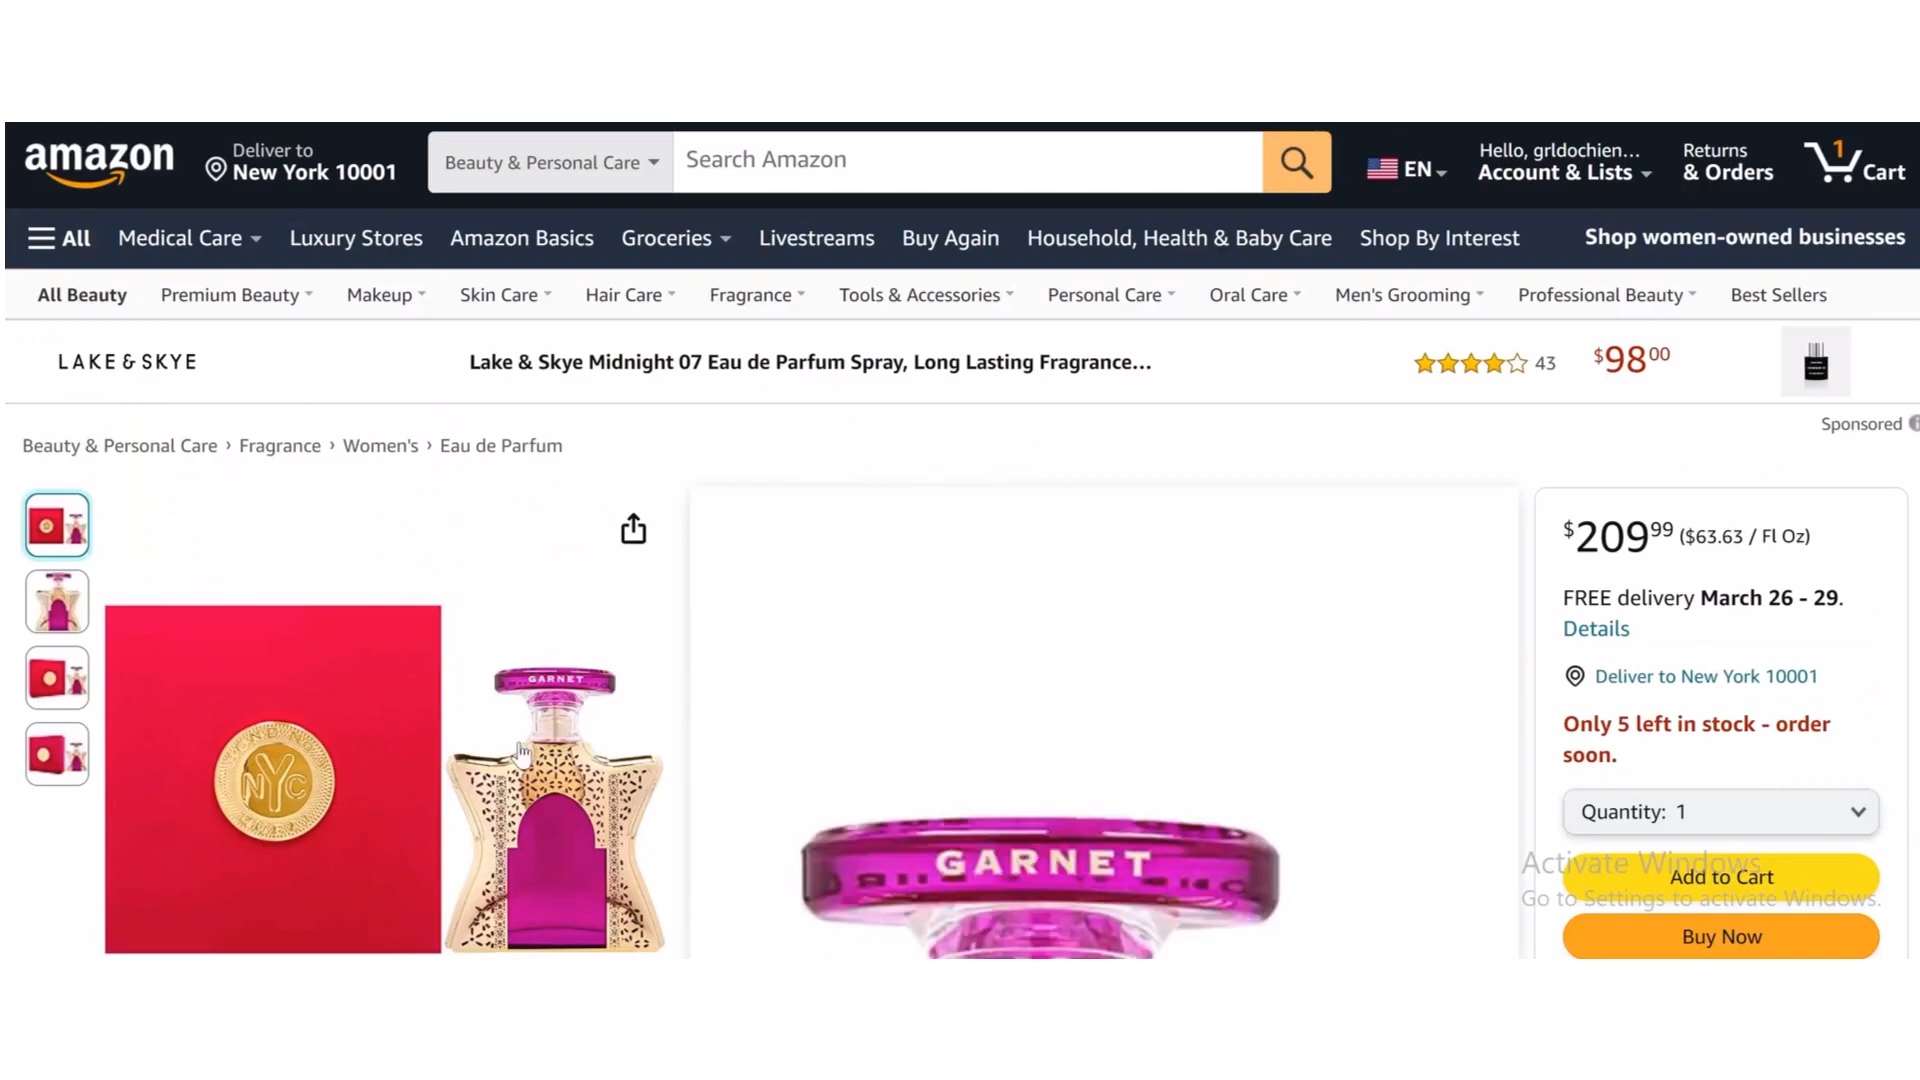 amazon
Deliver to
New York 10001
Beauty & Personal Care
Search Amazon
EN
Hello, grldochien...
Account & Lists
Returns
& Orders
1
Cart
All
Medical Care
Luxury Stores
Amazon Basics
Groceries
Livestreams
Buy Again
Household, Health & Baby Care
Shop By Interest
Shop women-owned businesses
All Beauty
Premium Beauty
Makeup
Skin Care
Hair Care
Fragrance
Tools & Accessories
Personal Care
Oral Care
Men's Grooming
Professional Beauty
Best Sellers
LAKE & SKYE
Lake & Skye Midnight 07 Eau de Parfum Spray, Long Lasting Fragrance...
43
$9800
Sponsored
Beauty & Personal Care › Fragrance › Women's › Eau de Parfum
GARNET
NYC
GARNET
$20999 ($63.63 / Fl Oz)
FREE delivery March 26 - 29.
Details
Deliver to New York 10001
Only 5 left in stock - order
soon.
Quantity: 1
Activate Windows
Add to Cart
Go to Settings to activate Windows.
Buy Now